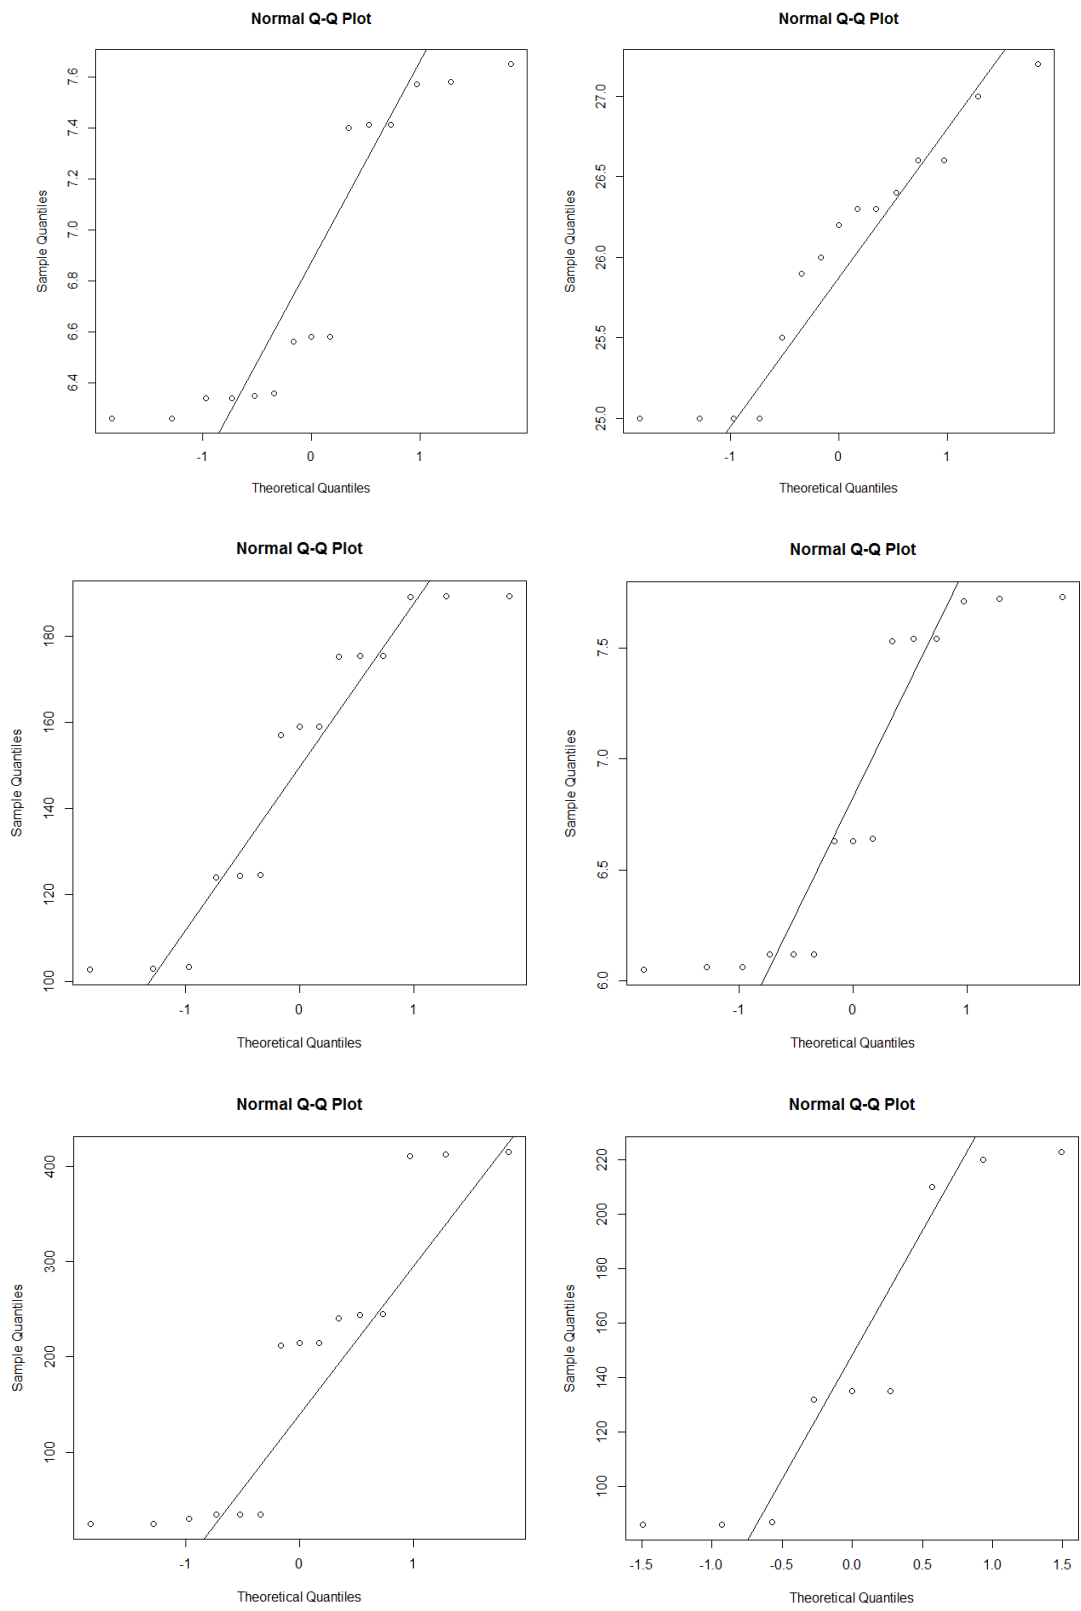 Normal Q-Q Plot
Sample Quantiles
7.6
7.4
7.2
7.0
6.8
6.6
6.4
-1 0 1
Theoretical Quantiles
Normal Q-Q Plot
Sample Quantiles
27.0
26.5
26.0
25.5
25.0
-1 0 1
Theoretical Quantiles
Normal Q-Q Plot
Sample Quantiles
180
160
140
120
100
-1 0 1
Theoretical Quantiles
Normal Q-Q Plot
Sample Quantiles
7.5
7.0
6.5
6.0
-1 0 1
Theoretical Quantiles
Normal Q-Q Plot
Sample Quantiles
400
300
200
100
-1 0 1
Theoretical Quantiles
Normal Q-Q Plot
Sample Quantiles
220
200
180
160
140
120
100
-1.5 -1.0 -0.5 0.0 0.5 1.0 1.5
Theoretical Quantiles